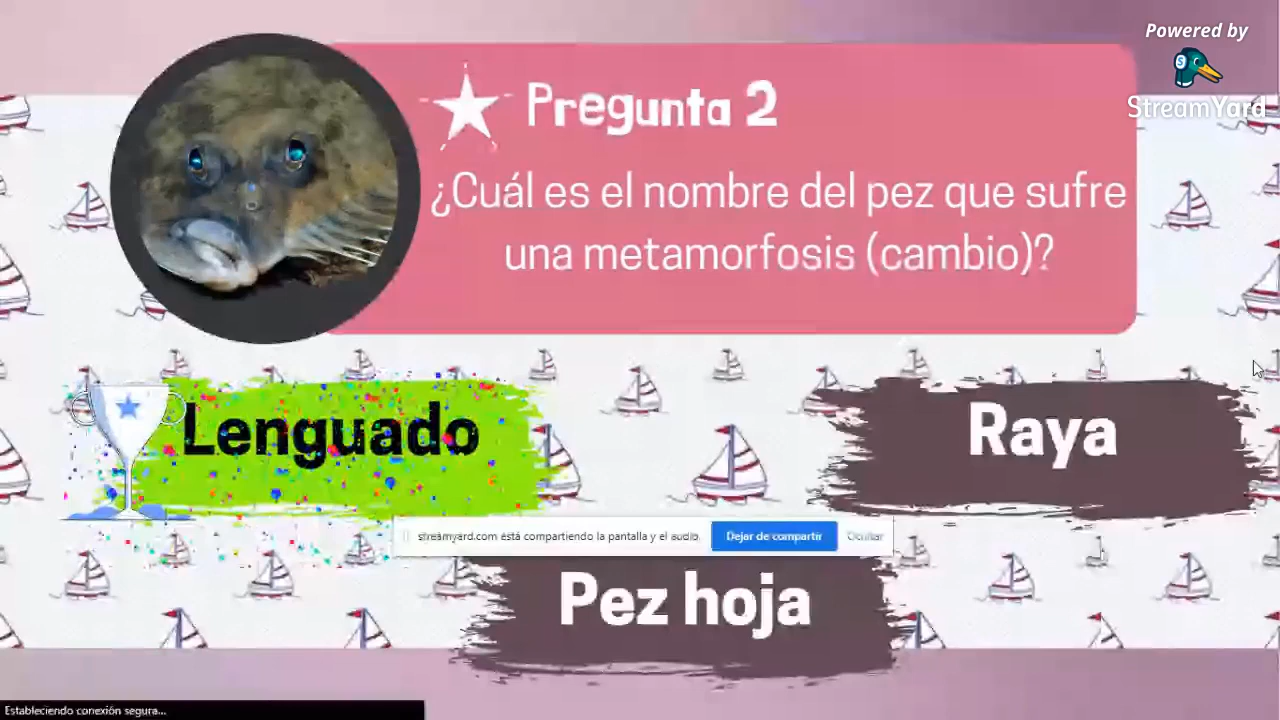 Powered by
StreamYard
Pregunta 2
¿Cuál es el nombre del pez que sufre
una metamorfosis (cambio)?
Lenguado
Raya
streamyard.com está compartiendo la pantalla y el audio.
Dejar de compartir
Ocultar
Pez hoja
Estableciendo conexión segura...